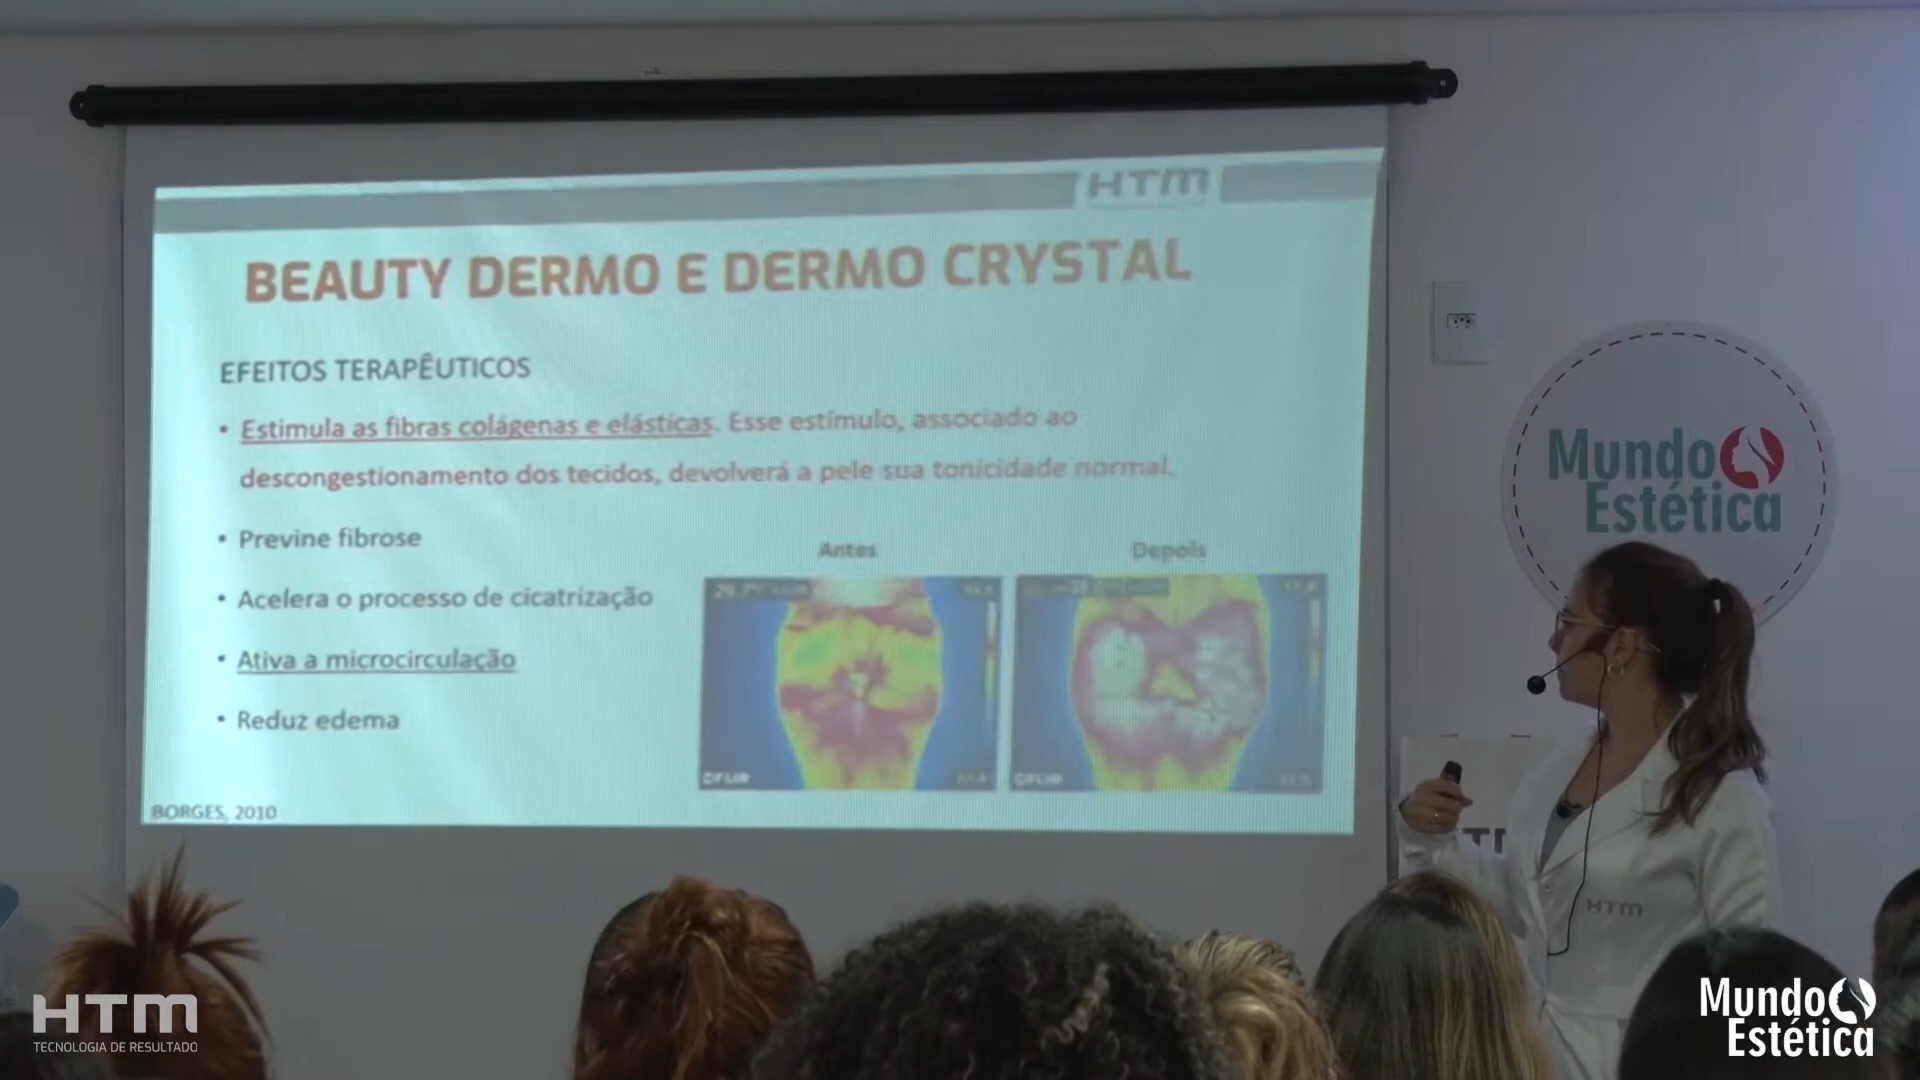 HTM
BEAUTY DERMO E DERMO CRYSTAL
EFEITOS TERAPÊUTICOS
• Estimula as fibras colágenas e elásticas. Esse estímulo, associado ao
descongestionamento dos tecidos, devolverá a pele sua tonicidade normal.
• Previne fibrose
• Acelera o processo de cicatrização
• Ativa a microcirculação
• Reduz edema
Antes
Depois
FLIR
FLIR
BORGES, 2010
Mundo
Estética
HTM
HTM
TECNOLOGIA DE RESULTADO
Mundo
Estética